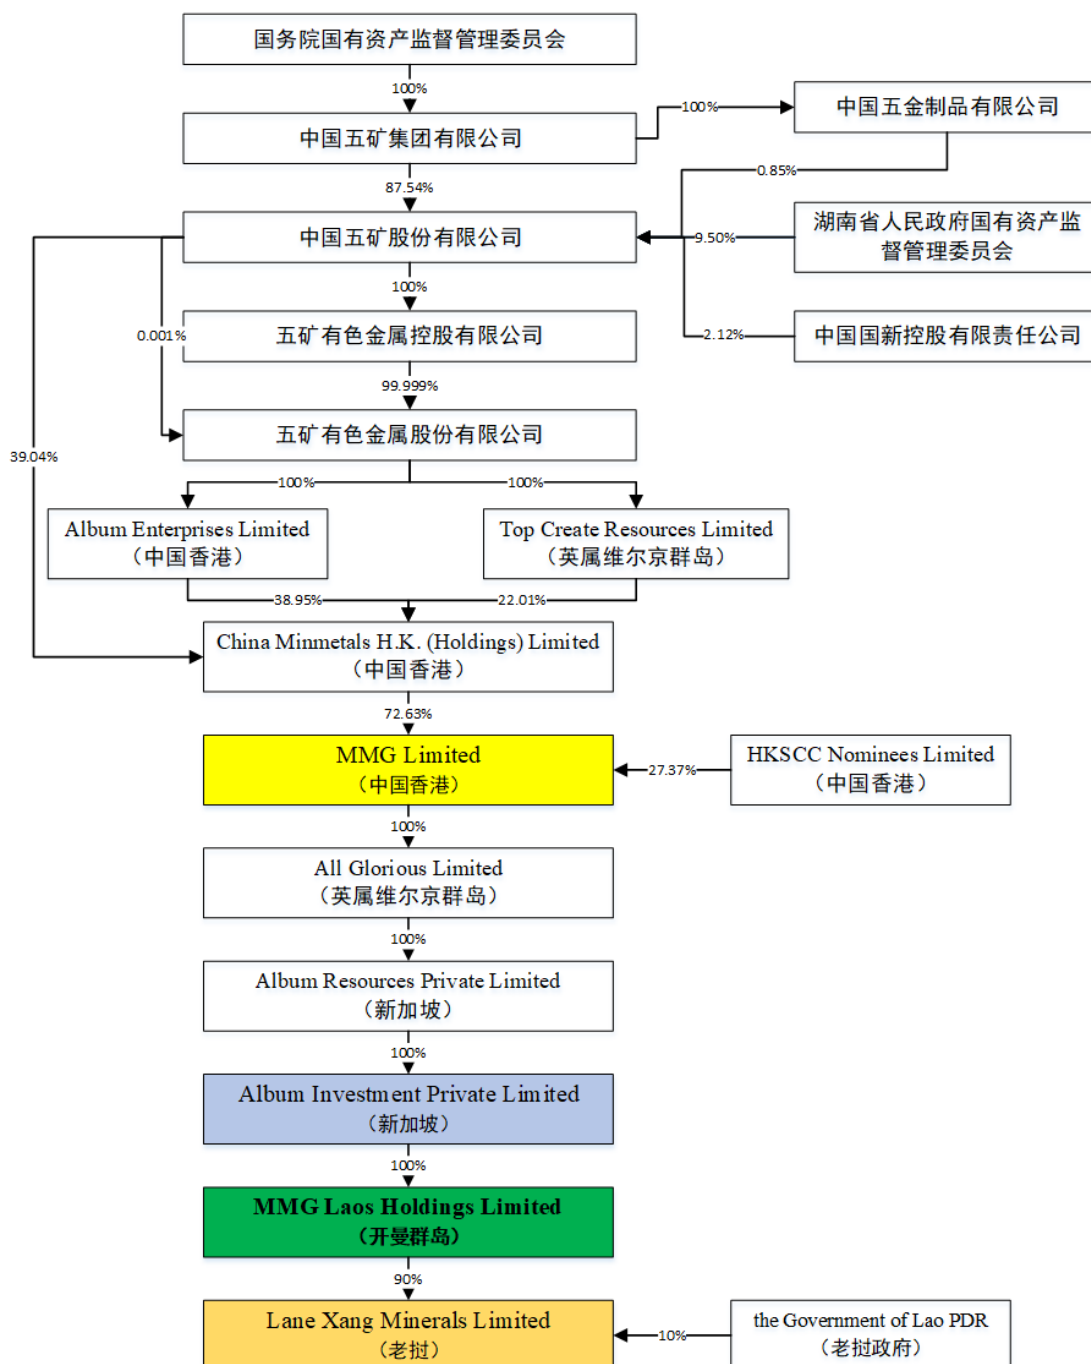 国务院国有资产监督管理委员会
100%
中国五矿集团有限公司
100%
中国五金制品有限公司
87.54%
0.85%
中国五矿股份有限公司
9.50%
湖南省人民政府国有资产监
督管理委员会
100%
0.001%
五矿有色金属控股有限公司
2.12%
中国国新控股有限责任公司
99.999%
五矿有色金属股份有限公司
39.04%
100%
100%
Album Enterprises Limited
（中国香港）
Top Create Resources Limited
（英属维尔京群岛）
38.95%
22.01%
China Minmetals H.K. (Holdings) Limited
（中国香港）
72.63%
MMG Limited
（中国香港）
27.37%
HKSCC Nominees Limited
（中国香港）
100%
All Glorious Limited
（英属维尔京群岛）
100%
Album Resources Private Limited
（新加坡）
100%
Album Investment Private Limited
（新加坡）
100%
MMG Laos Holdings Limited
（开曼群岛）
90%
Lane Xang Minerals Limited
（老挝）
10%
the Government of Lao PDR
（老挝政府）